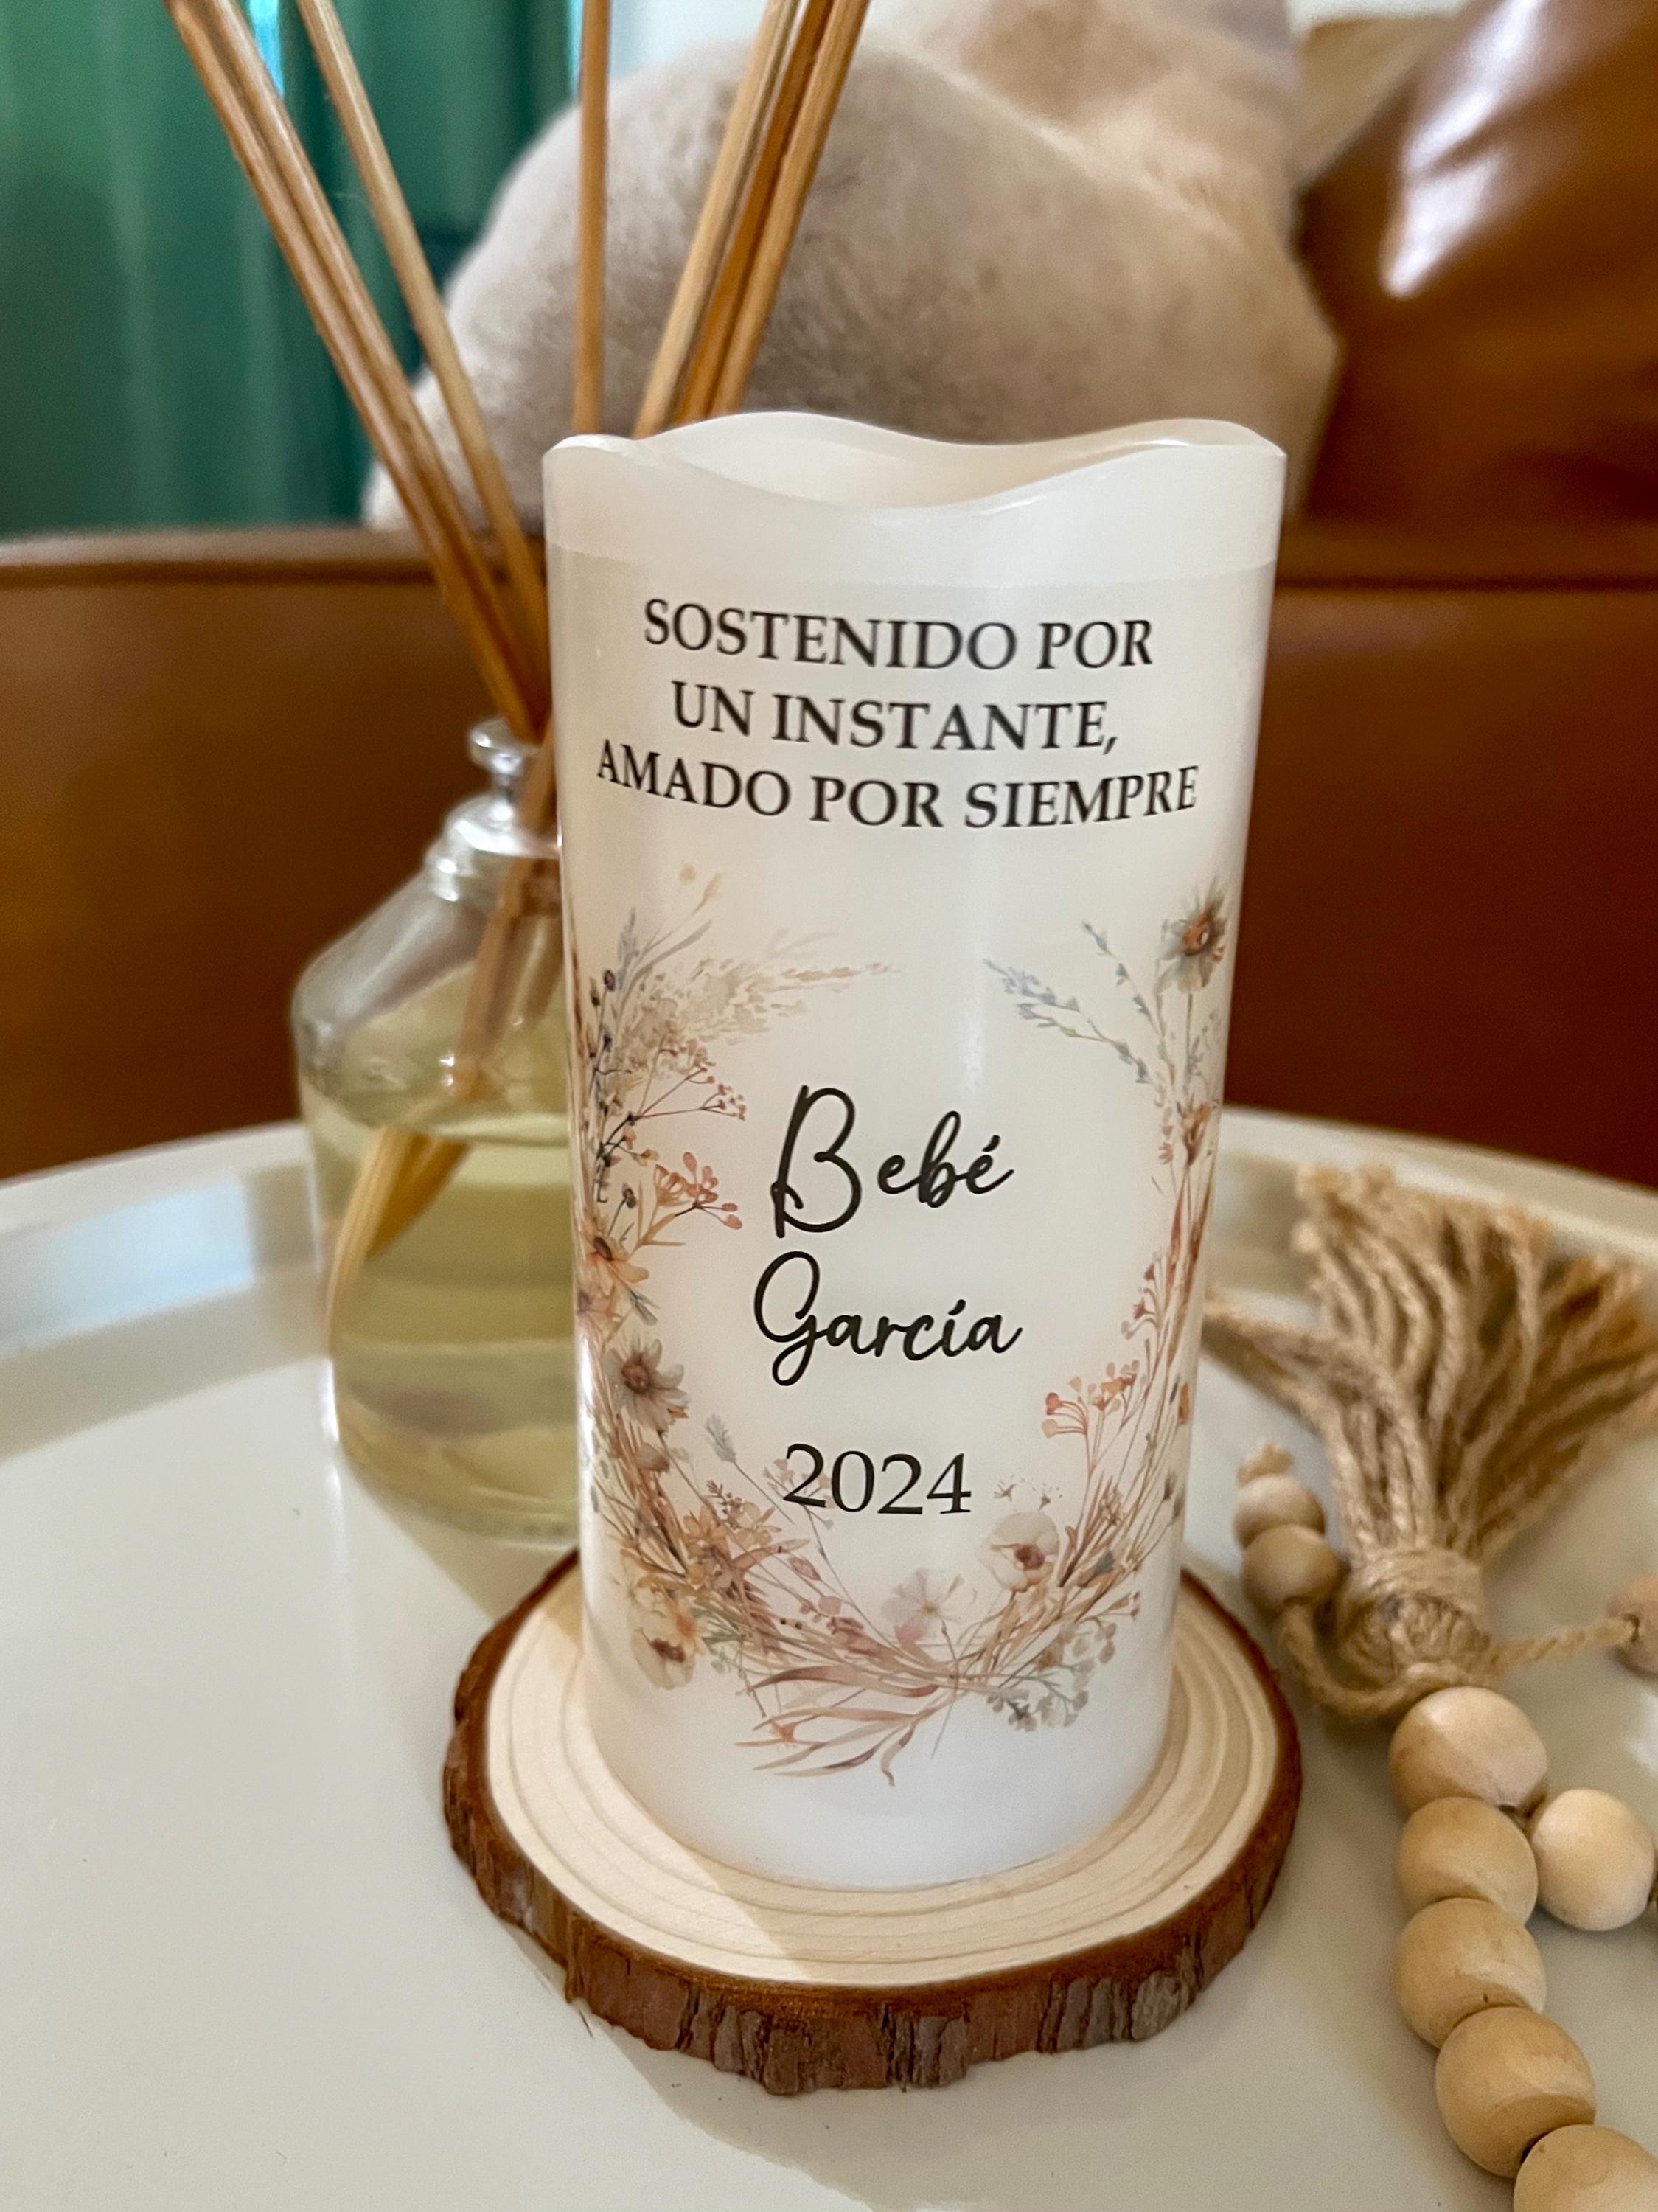 SOSTENIDO POR
UN INSTANTE,
AMADO POR SIEMPRE
Bebé
García
2024